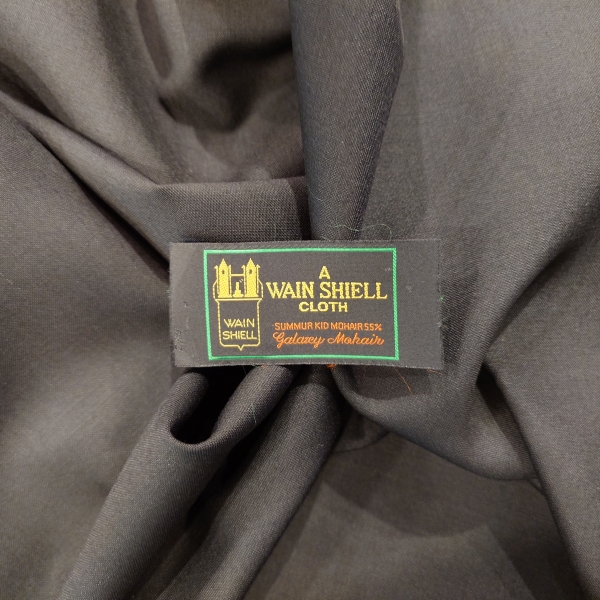 A
WAIN SHIELL
CLOTH
SUMMUR KID MOHAIR 55%
Galaxy Mohair
WAIN
SHIELL